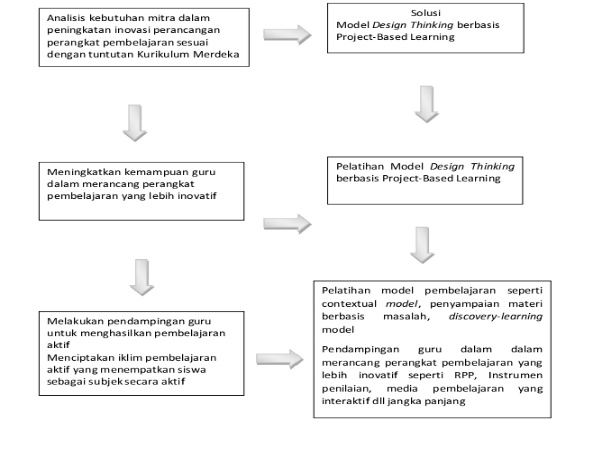 Analisis kebutuhan mitra dalam
peningkatan inovasi perancangan
perangkat pembelajaran sesuai
dengan tuntutan Kurikulum Merdeka
Solusi
Model Design Thinking berbasis
Project-Based Learning
Meningkatkan kemampuan guru
dalam merancang perangkat
pembelajaran yang lebih inovatif
Pelatihan Model Design Thinking
berbasis Project-Based Learning
Melakukan pendampingan guru
untuk menghasilkan pembelajaran
aktif
Menciptakan iklim pembelajaran
aktif yang menempatkan siswa
sebagai subjek secara aktif
Pelatihan model pembelajaran seperti
contextual model, penyampaian materi
berbasis masalah, discovery-learning
model
Pendampingan guru dalam dalam
merancang perangkat pembelajaran yang
lebih inovatif seperti RPP, Instrumen
penilaian, media pembelajaran yang
interaktif dll jangka panjang